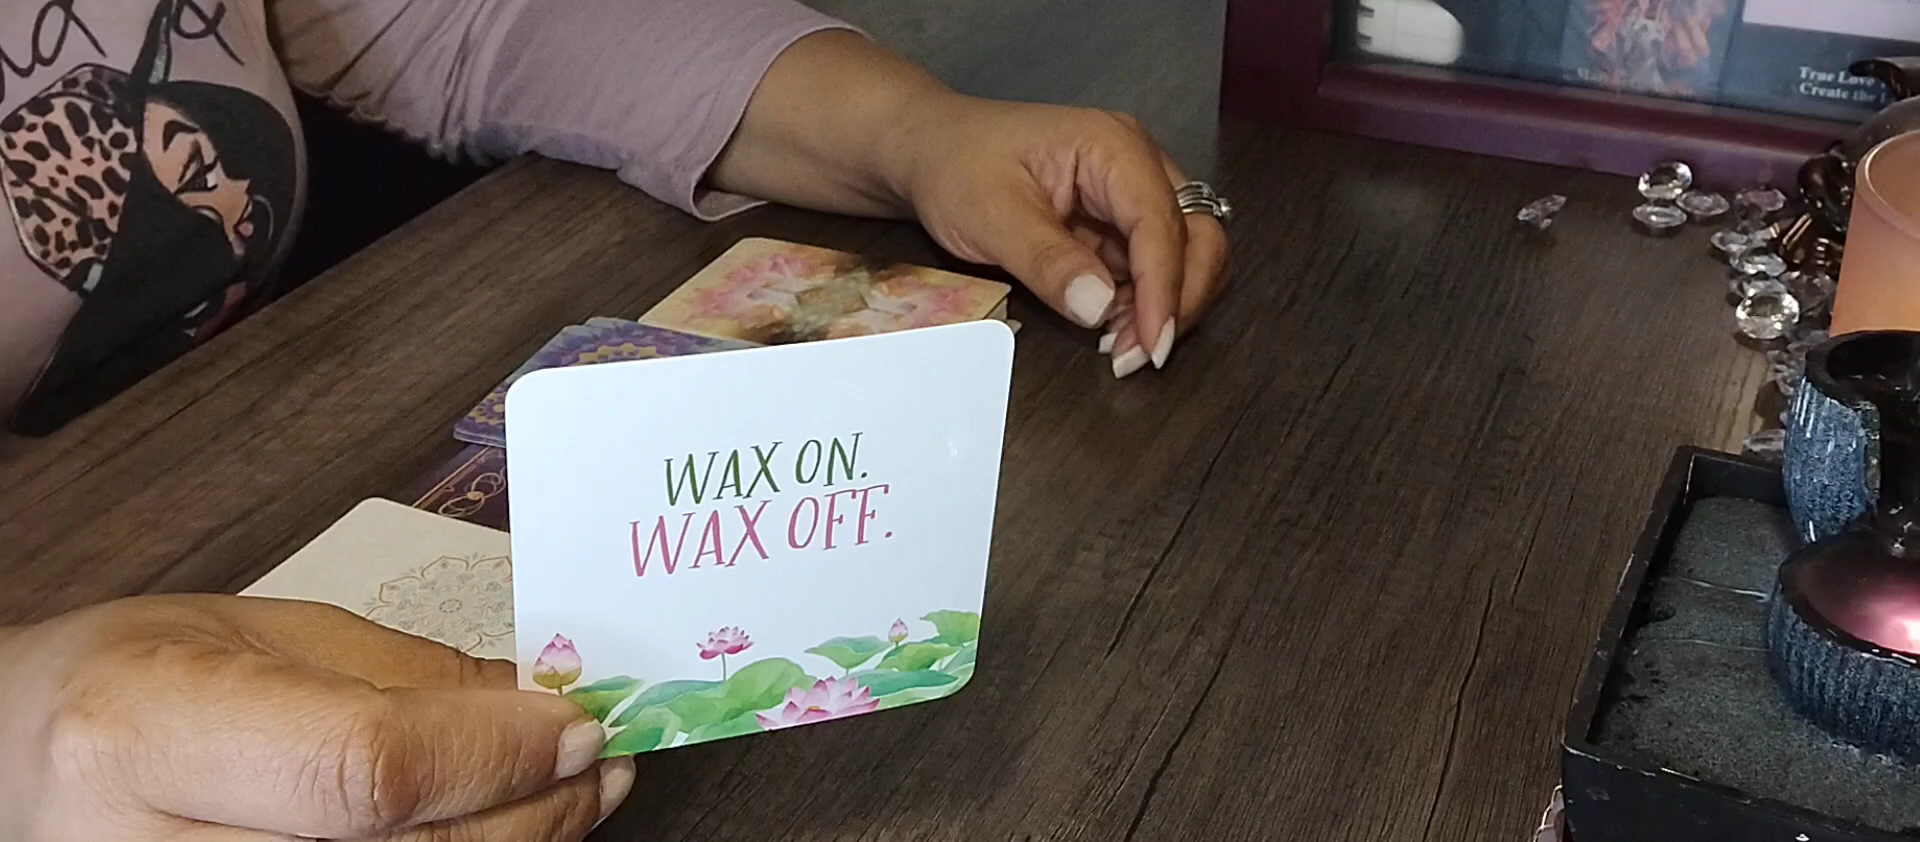 WAX ON.
WAX OFF.
True Love
Create the